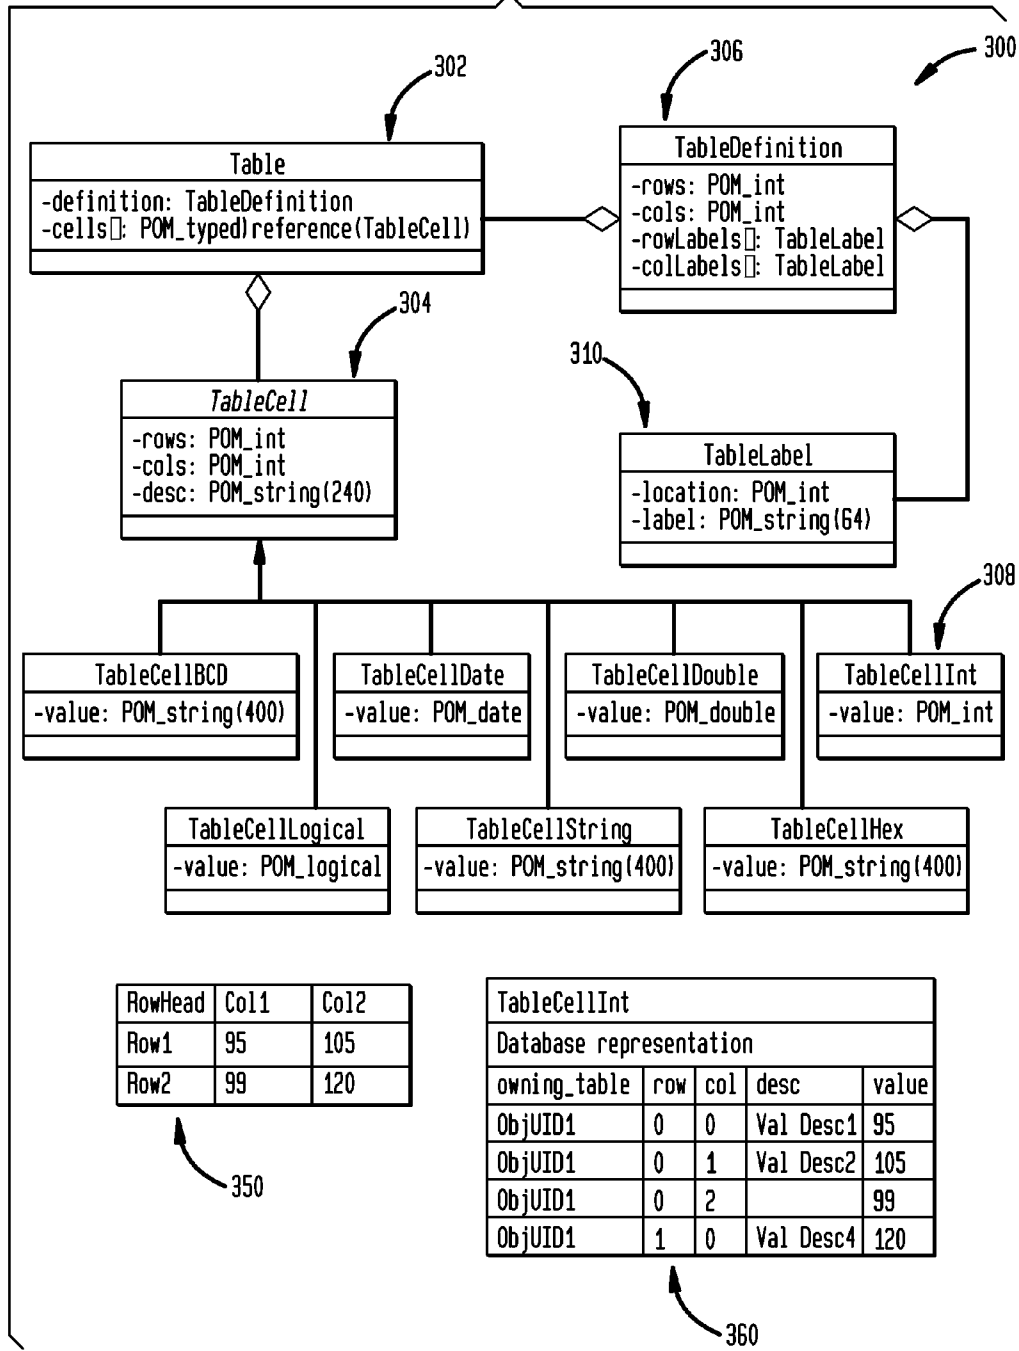 300
302
306
Table
-definition: TableDefinition
-cells▯: POM_typed)reference(TableCell)
TableDefinition
-rows: POM_int
-cols: POM_int
-rowLabels▯: TableLabel
-colLabels▯: TableLabel
304
310
TableCell
-rows: POM_int
-cols: POM_int
-desc: POM_string(240)
TableLabel
-location: POM_int
-label: POM_string(64)
308
TableCellBCD
-value: POM_string(400)
TableCellDate
-value: POM_date
TableCellDouble
-value: POM_double
TableCellInt
-value: POM_int
TableCellLogical
-value: POM_logical
TableCellString
-value: POM_string(400)
TableCellHex
-value: POM_string(400)
RowHead Col1 Col2
Row1 95 105
Row2 99 120
350
TableCellInt
Database representation
owning_table row col desc value
ObjUID1 0 0 Val Desc1 95
ObjUID1 0 1 Val Desc2 105
ObjUID1 0 2 99
ObjUID1 1 0 Val Desc4 120
360